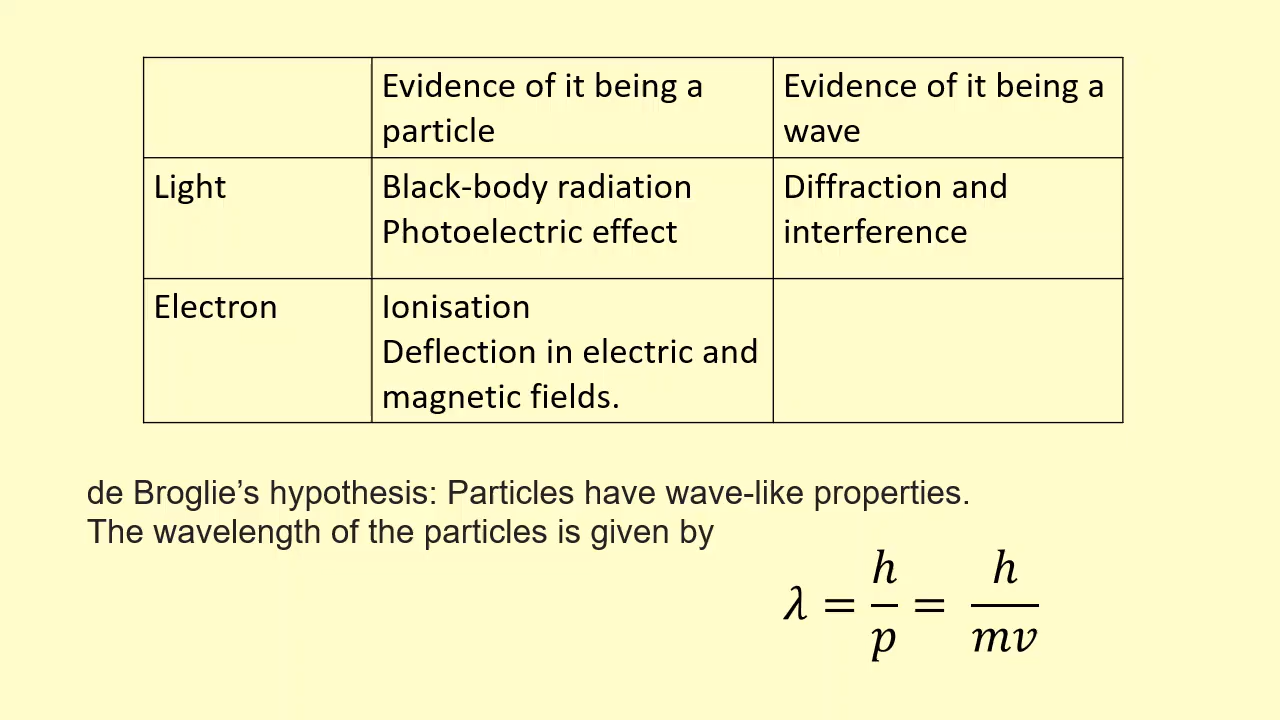 Evidence of it being a
particle
Evidence of it being a
wave
Light
Black-body radiation
Photoelectric effect
Diffraction and
interference
Electron
Ionisation
Deflection in electric and
magnetic fields.
de Broglie’s hypothesis: Particles have wave-like properties.
The wavelength of the particles is given by
λ = h/p = h/mv